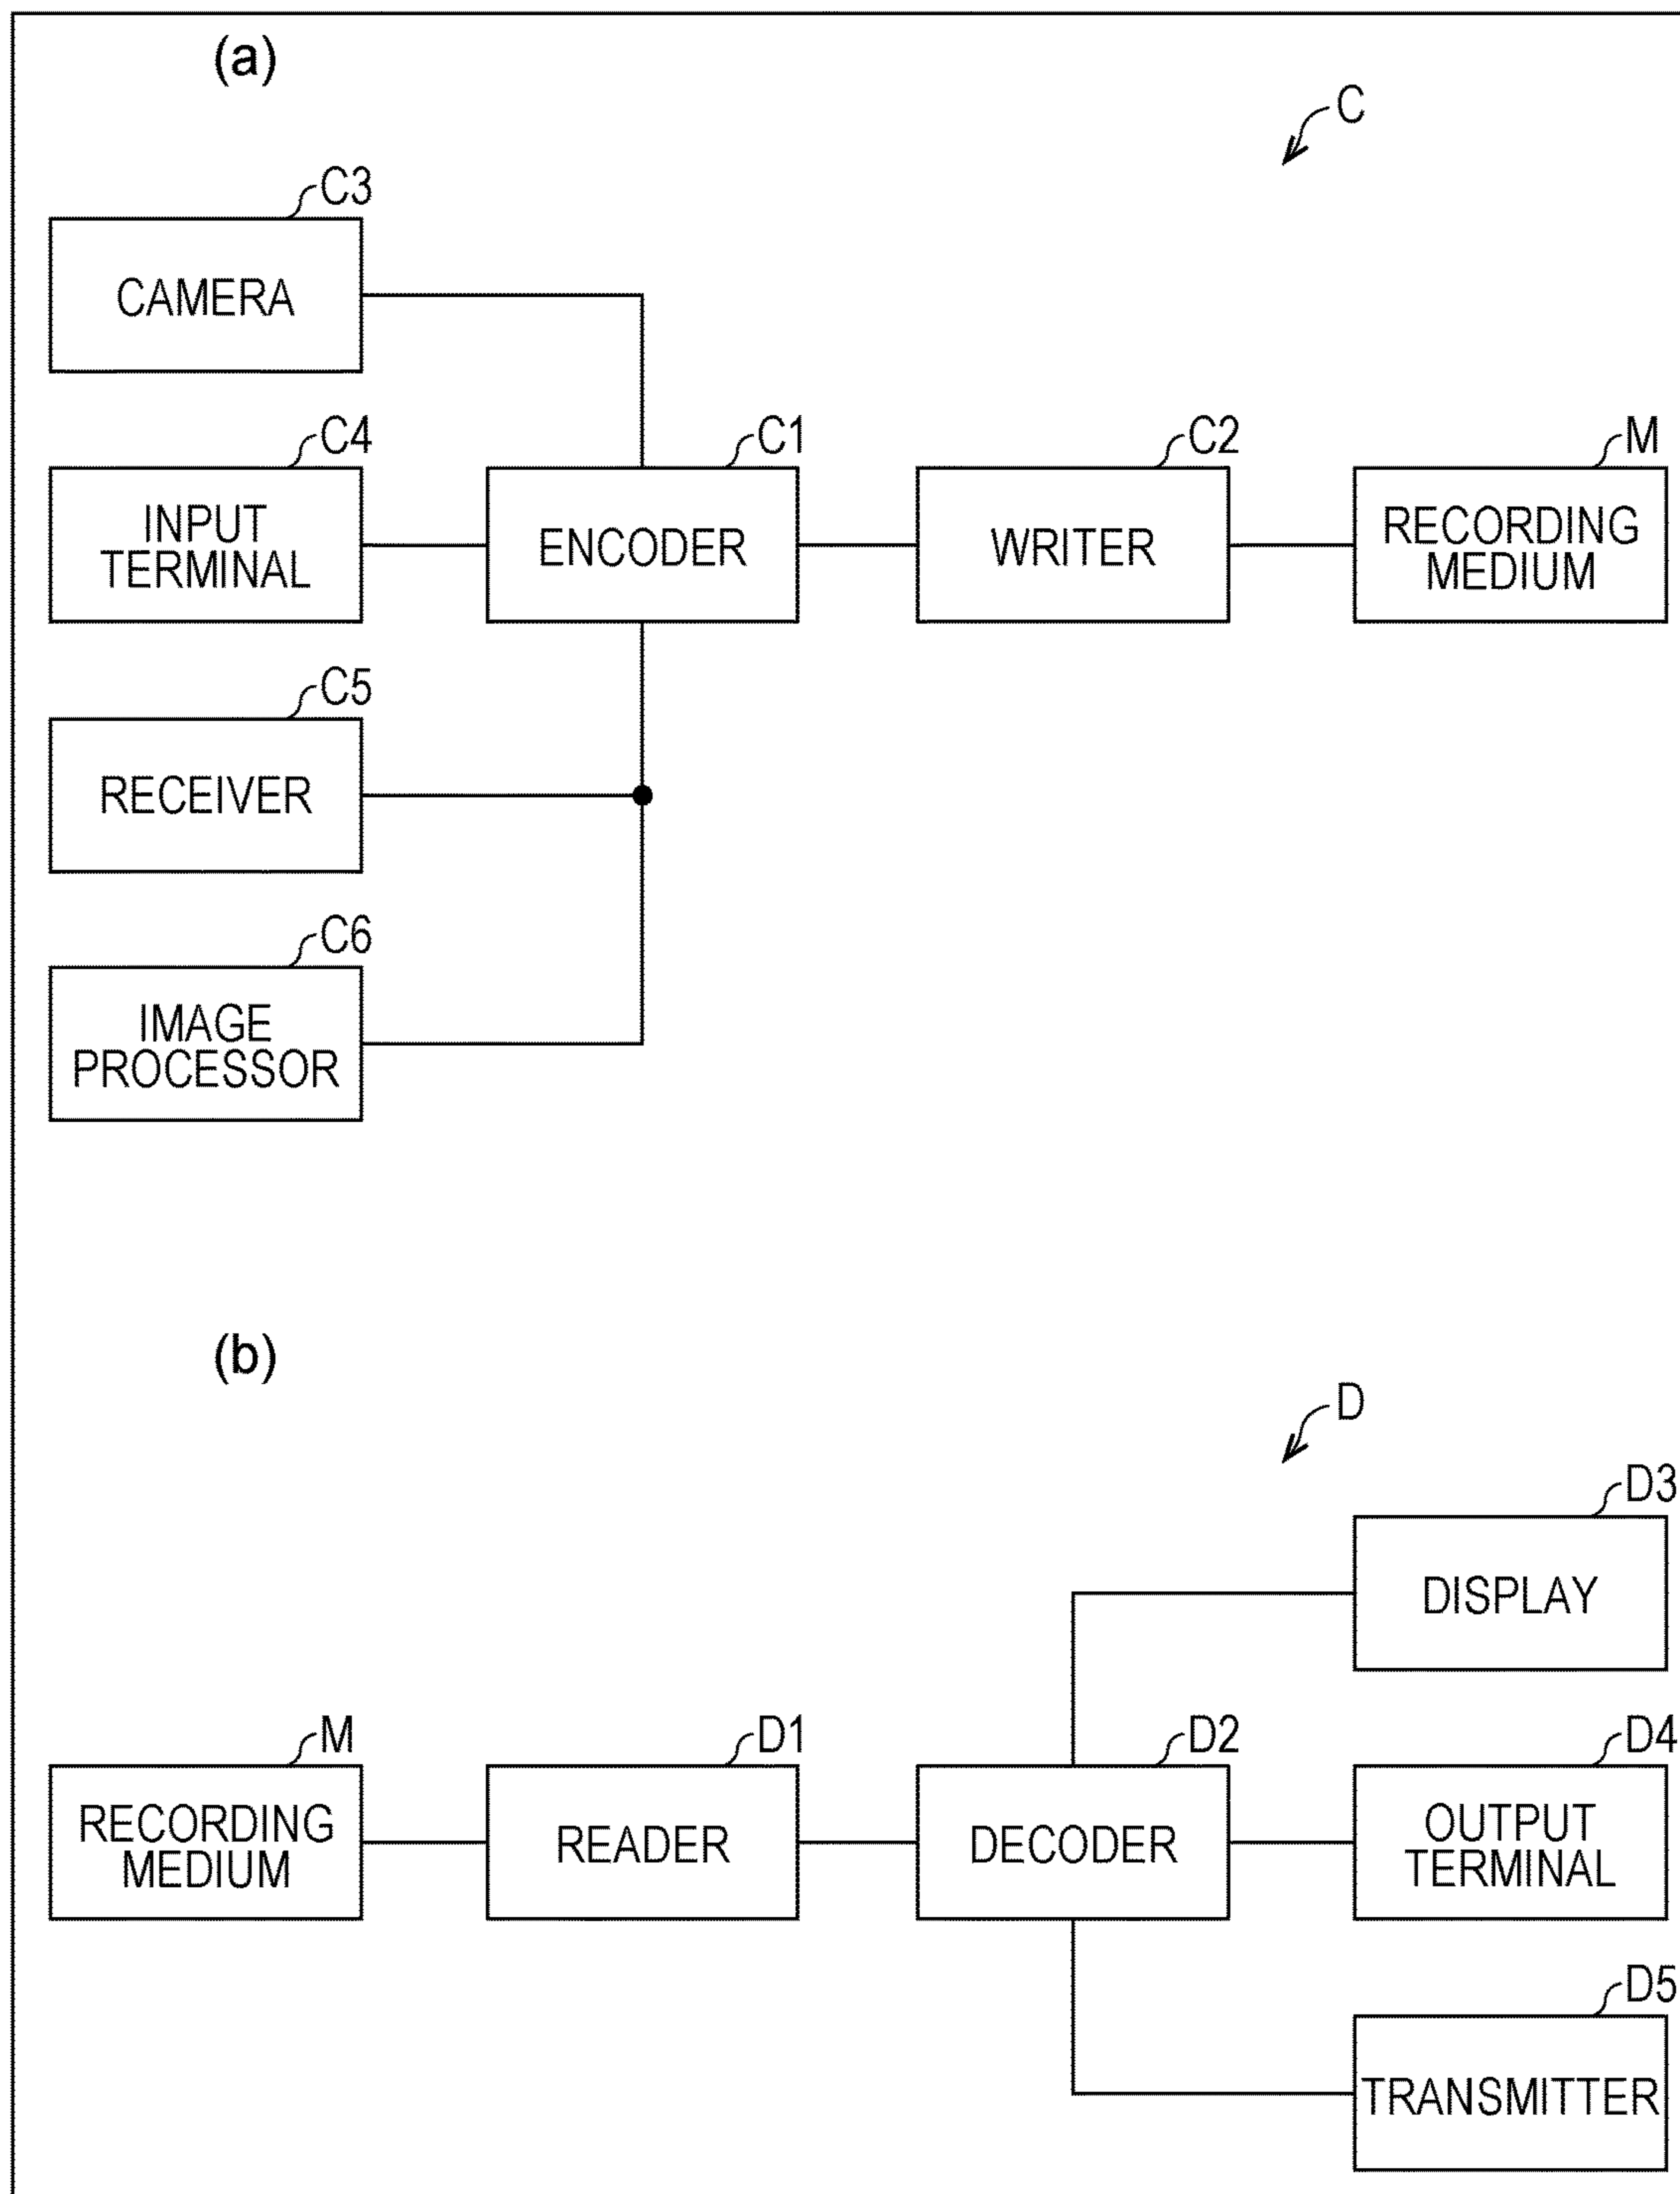 (a)
C
C3
CAMERA
C4
C1
C2
M
INPUT
TERMINAL
ENCODER
WRITER
RECORDING
MEDIUM
C5
RECEIVER
C6
IMAGE
PROCESSOR
(b)
D
D3
DISPLAY
M
D1
D2
D4
RECORDING
MEDIUM
READER
DECODER
OUTPUT
TERMINAL
D5
TRANSMITTER